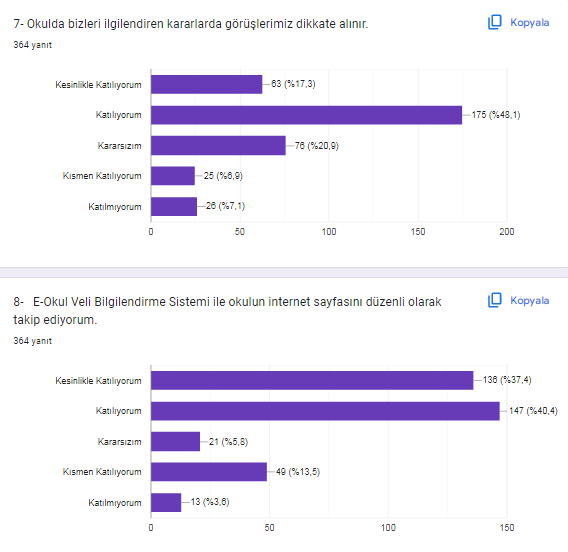 7- Okulda bizleri ilgilendiren kararlarda görüşlerimiz dikkate alınır.
Kopyala
364 yanıt
Kesinlikle Katılıyorum
63 (%17,3)
Katılıyorum
175 (%48,1)
Kararsızım
76 (%20,9)
Kısmen Katılıyorum
25 (%6,9)
Katılmıyorum
26 (%7,1)
0 50 100 150 200
8- E-Okul Veli Bilgilendirme Sistemi ile okulun internet sayfasını düzenli olarak
Kopyala
takip ediyorum.
364 yanıt
Kesinlikle Katılıyorum
136 (%37,4)
Katılıyorum
147 (%40,4)
Kararsızım
21 (%5,8)
Kısmen Katılıyorum
49 (%13,5)
Katılmıyorum
13 (%3,6)
0 50 100 150